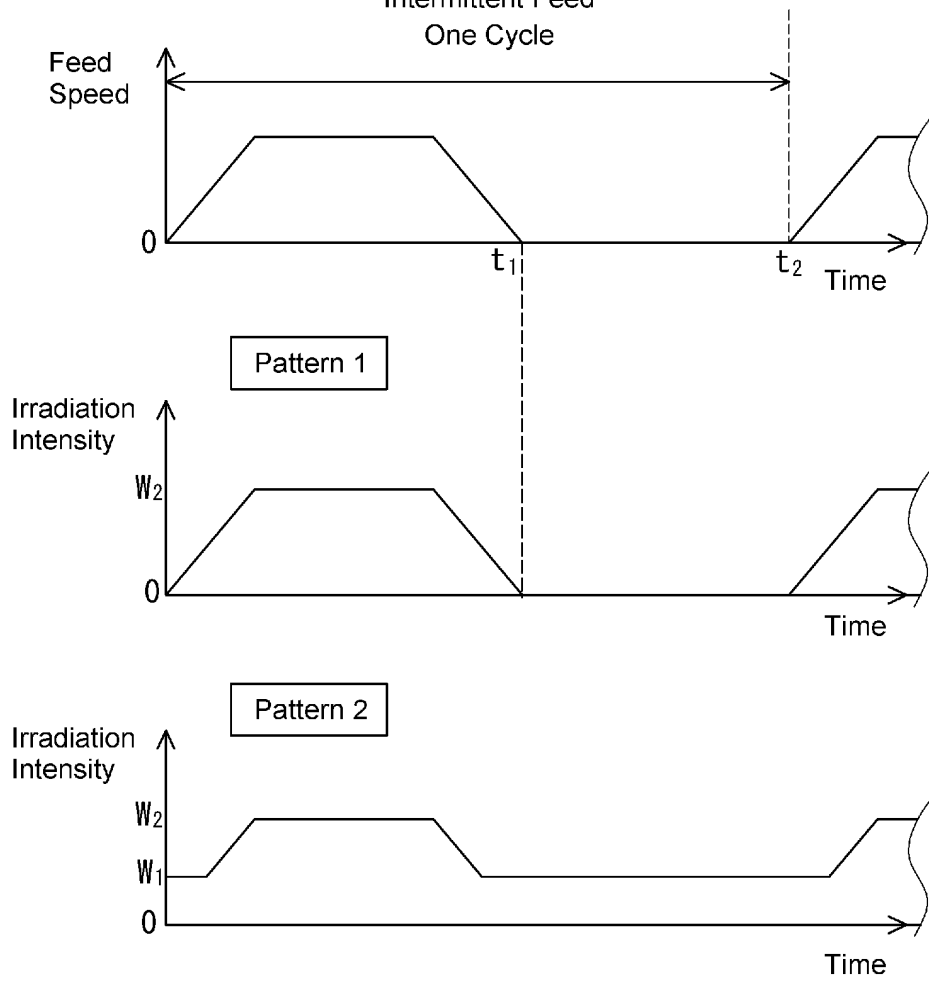 Intermittent Feed
One Cycle
Feed
Speed
0
t1
t2
Time
Pattern 1
Irradiation
Intensity
W2
0
Time
Pattern 2
Irradiation
Intensity
W2
W1
0
Time